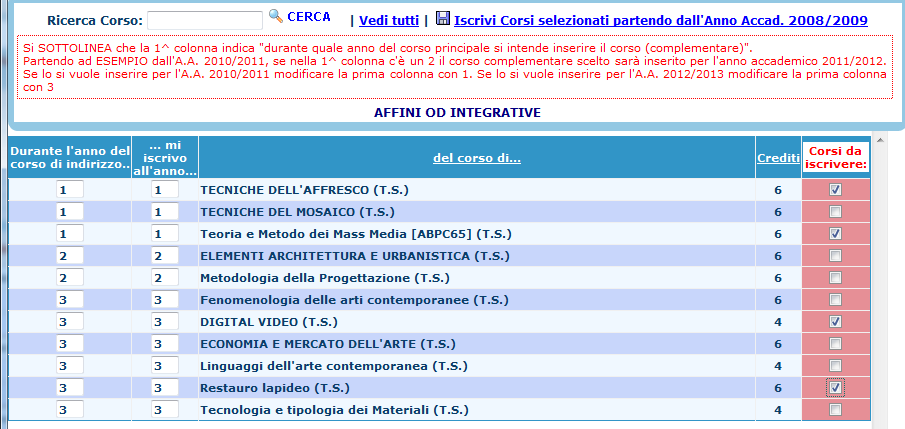 Ricerca Corso: CERCA | Vedi tutti | Iscrivi Corsi selezionati partendo dall'Anno Accad. 2008/2009
Si SOTTOLINEA che la 1^ colonna indica "durante quale anno del corso principale si intende inserire il corso (complementare)".
Partendo ad ESEMPIO dall'A.A. 2010/2011, se nella 1^ colonna c'è un 2 il corso complementare scelto sarà inserito per l'anno accademico 2011/2012.
Se lo si vuole inserire per l'A.A. 2010/2011 modificare la prima colonna con 1. Se lo si vuole inserire per l'A.A. 2012/2013 modificare la prima colonna
con 3
AFFINI OD INTEGRATIVE
Durante l'anno del corso di indirizzo.. ... mi iscrivo all'anno... del corso di... Crediti Corsi da iscrivere:
1 1 TECNICHE DELL'AFFRESCO (T.S.) 6
1 1 TECNICHE DEL MOSAICO (T.S.) 6
1 1 Teoria e Metodo dei Mass Media [ABPC65] (T.S.) 6
2 2 ELEMENTI ARCHITETTURA E URBANISTICA (T.S.) 6
2 2 Metodologia della Progettazione (T.S.) 6
3 3 Fenomenologia delle arti contemporanee (T.S.) 6
3 3 DIGITAL VIDEO (T.S.) 4
3 3 ECONOMIA E MERCATO DELL'ARTE (T.S.) 6
3 3 Linguaggi dell'arte contemporanea (T.S.) 4
3 3 Restauro lapideo (T.S.) 6
3 3 Tecnologia e tipologia dei Materiali (T.S.) 4